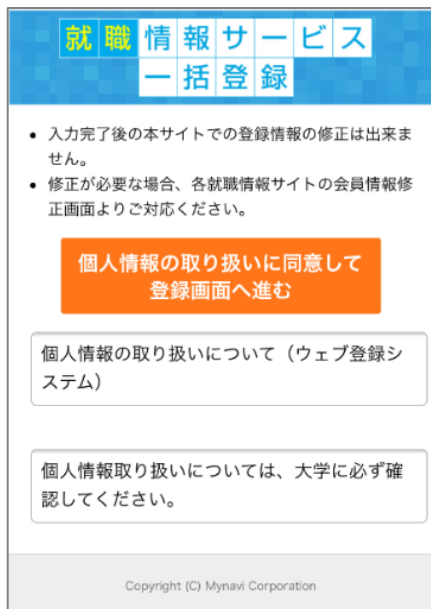 就職情報サービス
一括登録
• 入力完了後の本サイトでの登録情報の修正は出来ま
せん。
• 修正が必要な場合、各就職情報サイトの会員情報修
正画面よりご対応ください。
個人情報の取り扱いに同意して
登録画面へ進む
個人情報の取り扱いについて（ウェブ登録シ
ステム）
個人情報取り扱いについては、大学に必ず確
認してください。
Copyright (C) Mynavi Corporation